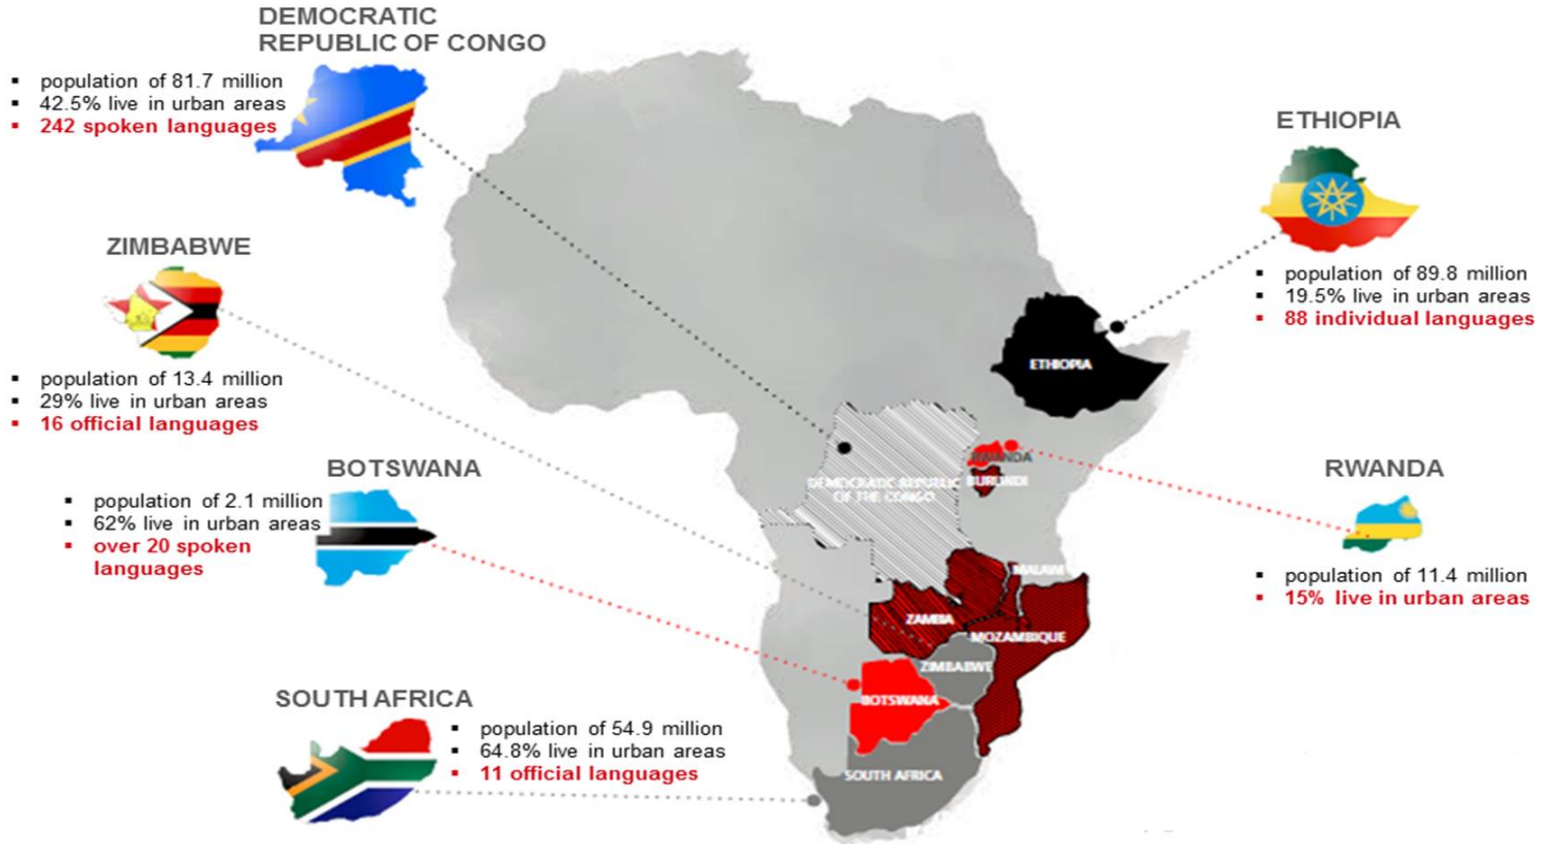 DEMOCRATIC
REPUBLIC OF CONGO
▪ population of 81.7 million
▪ 42.5% live in urban areas
▪ 242 spoken languages
ZIMBABWE
▪ population of 13.4 million
▪ 29% live in urban areas
▪ 16 official languages
BOTSWANA
▪ population of 2.1 million
▪ 62% live in urban areas
▪ over 20 spoken
languages
SOUTH AFRICA
▪ population of 54.9 million
▪ 64.8% live in urban areas
▪ 11 official languages
ETHIOPIA
▪ population of 89.8 million
▪ 19.5% live in urban areas
▪ 88 individual languages
RWANDA
▪ population of 11.4 million
▪ 15% live in urban areas
ETHIOPIA
RWANDA
BURUNDI
DEMOCRATIC REPUBLIC
OF THE CONGO
MALAWI
ZAMBIA
MOZAMBIQUE
ZIMBABWE
BOTSWANA
SOUTH AFRICA